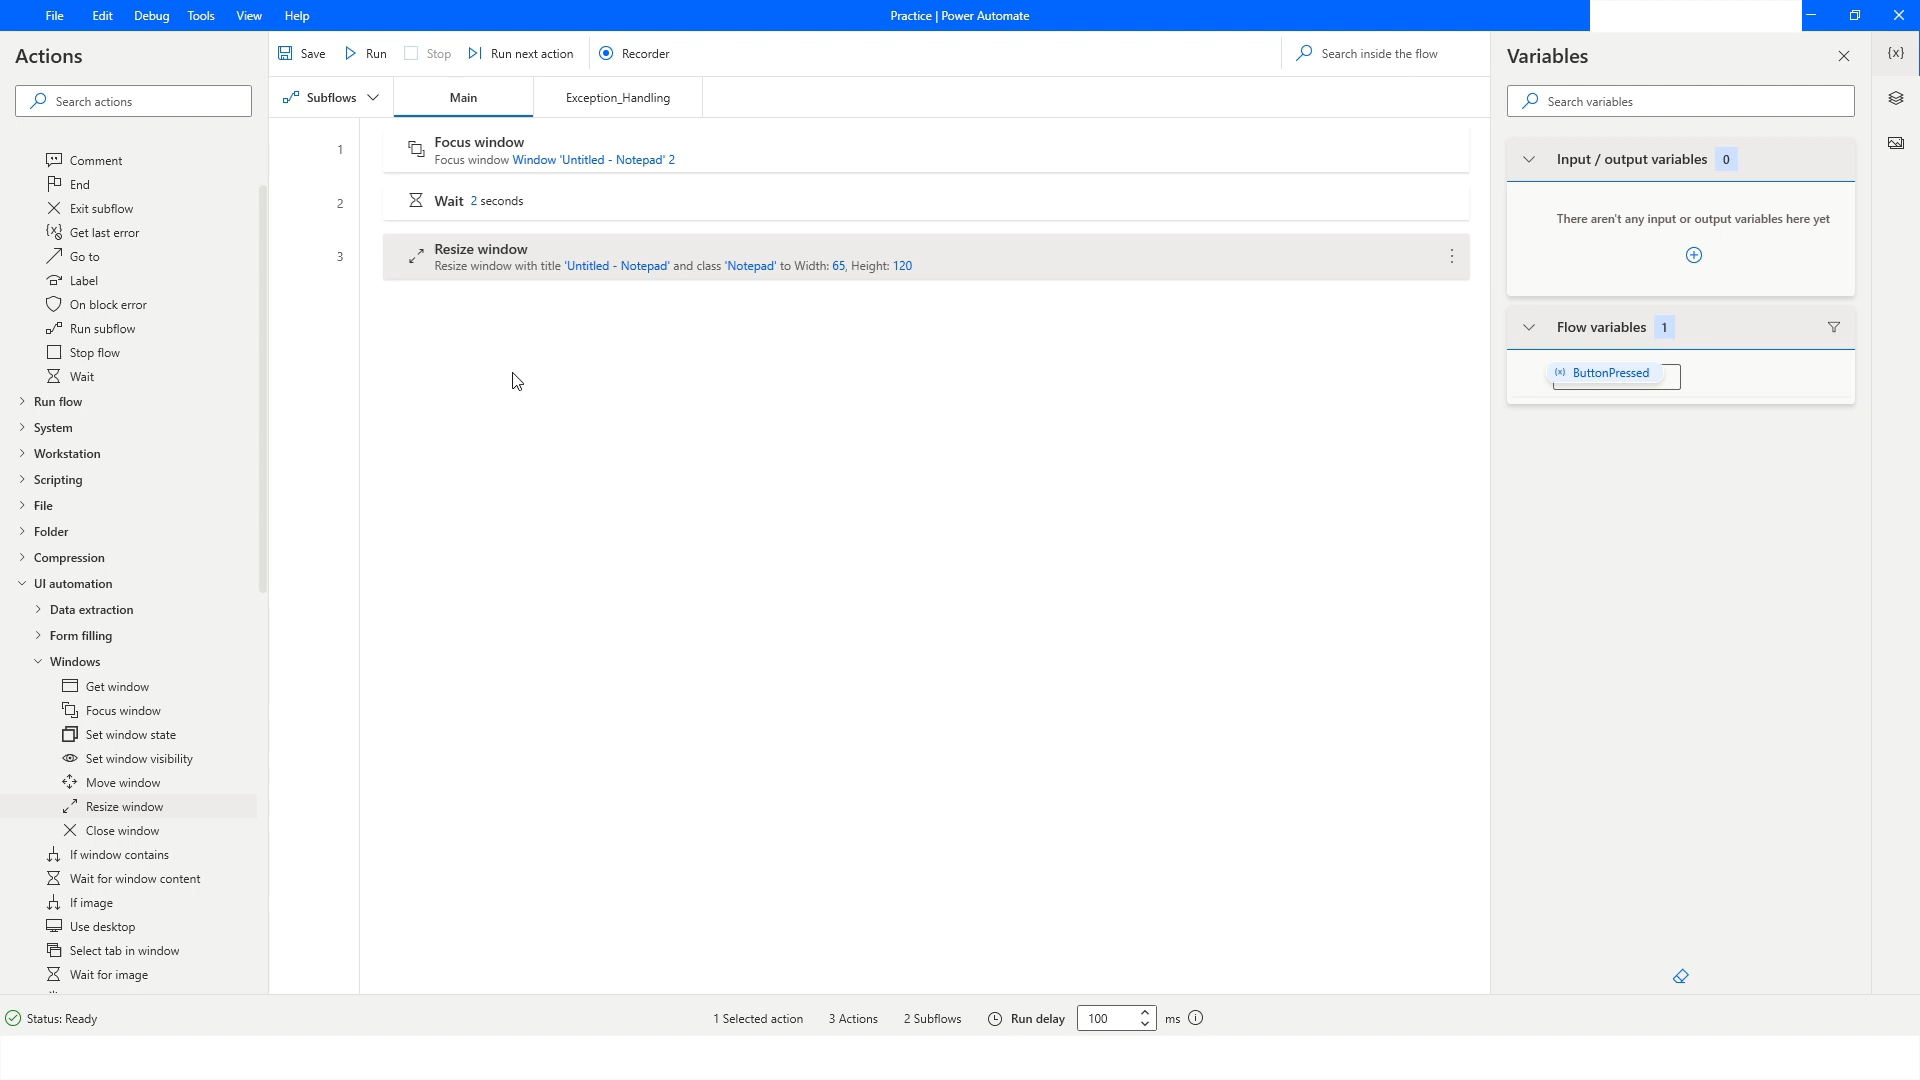 File Edit Debug Tools View Help
Practice | Power Automate
Actions
Search actions
Comment
End
Exit subflow
Get last error
Go to
Label
On block error
Run subflow
Stop flow
Wait
Run flow
System
Workstation
Scripting
File
Folder
Compression
UI automation
Data extraction
Form filling
Windows
Get window
Focus window
Set window state
Set window visibility
Move window
Resize window
Close window
If window contains
Wait for window content
If image
Use desktop
Select tab in window
Wait for image
Save Run Stop Run next action Recorder
Search inside the flow
Subflows Main Exception_Handling
1
Focus window
Focus window Window 'Untitled - Notepad' 2
2
Wait 2 seconds
3
Resize window
Resize window with title 'Untitled - Notepad' and class 'Notepad' to Width: 65, Height: 120
Variables
Search variables
Input / output variables 0
There aren't any input or output variables here yet
Flow variables 1
(x) ButtonPressed
{x}
Status: Ready
1 Selected action 3 Actions 2 Subflows Run delay 100 ms